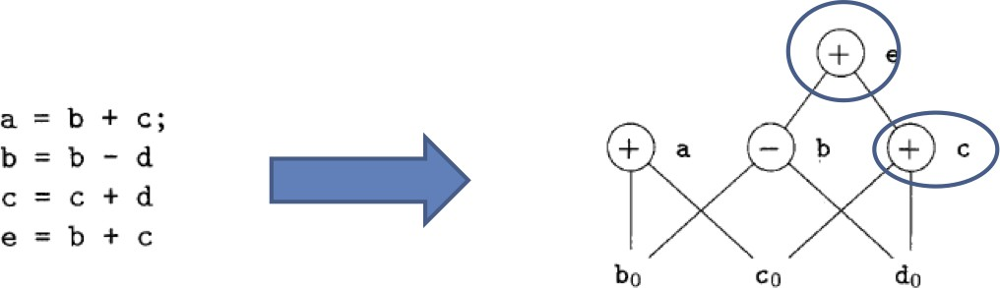 a = b + c;
b = b - d
c = c + d
e = b + c
+ e
+ a - b + c
b₀ c₀ d₀